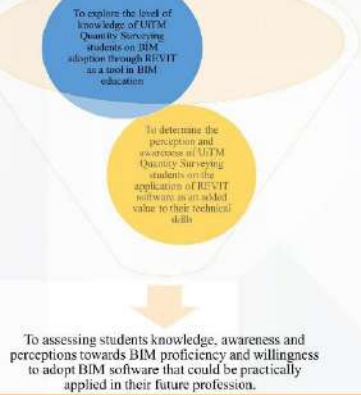 To explore the level of
knowledge of UiTM
Quantity Surveying
students on BIM
adoption through REVIT
as a tool in BIM
education
To determine the
perception and
awareness of UiTM
Quantity Surveying
students on the
application of REVIT
software as an added
value to their technical
skills
To assessing students knowledge, awareness and
perceptions towards BIM proficiency and willingness
to adopt BIM software that could be practically
applied in their future profession.